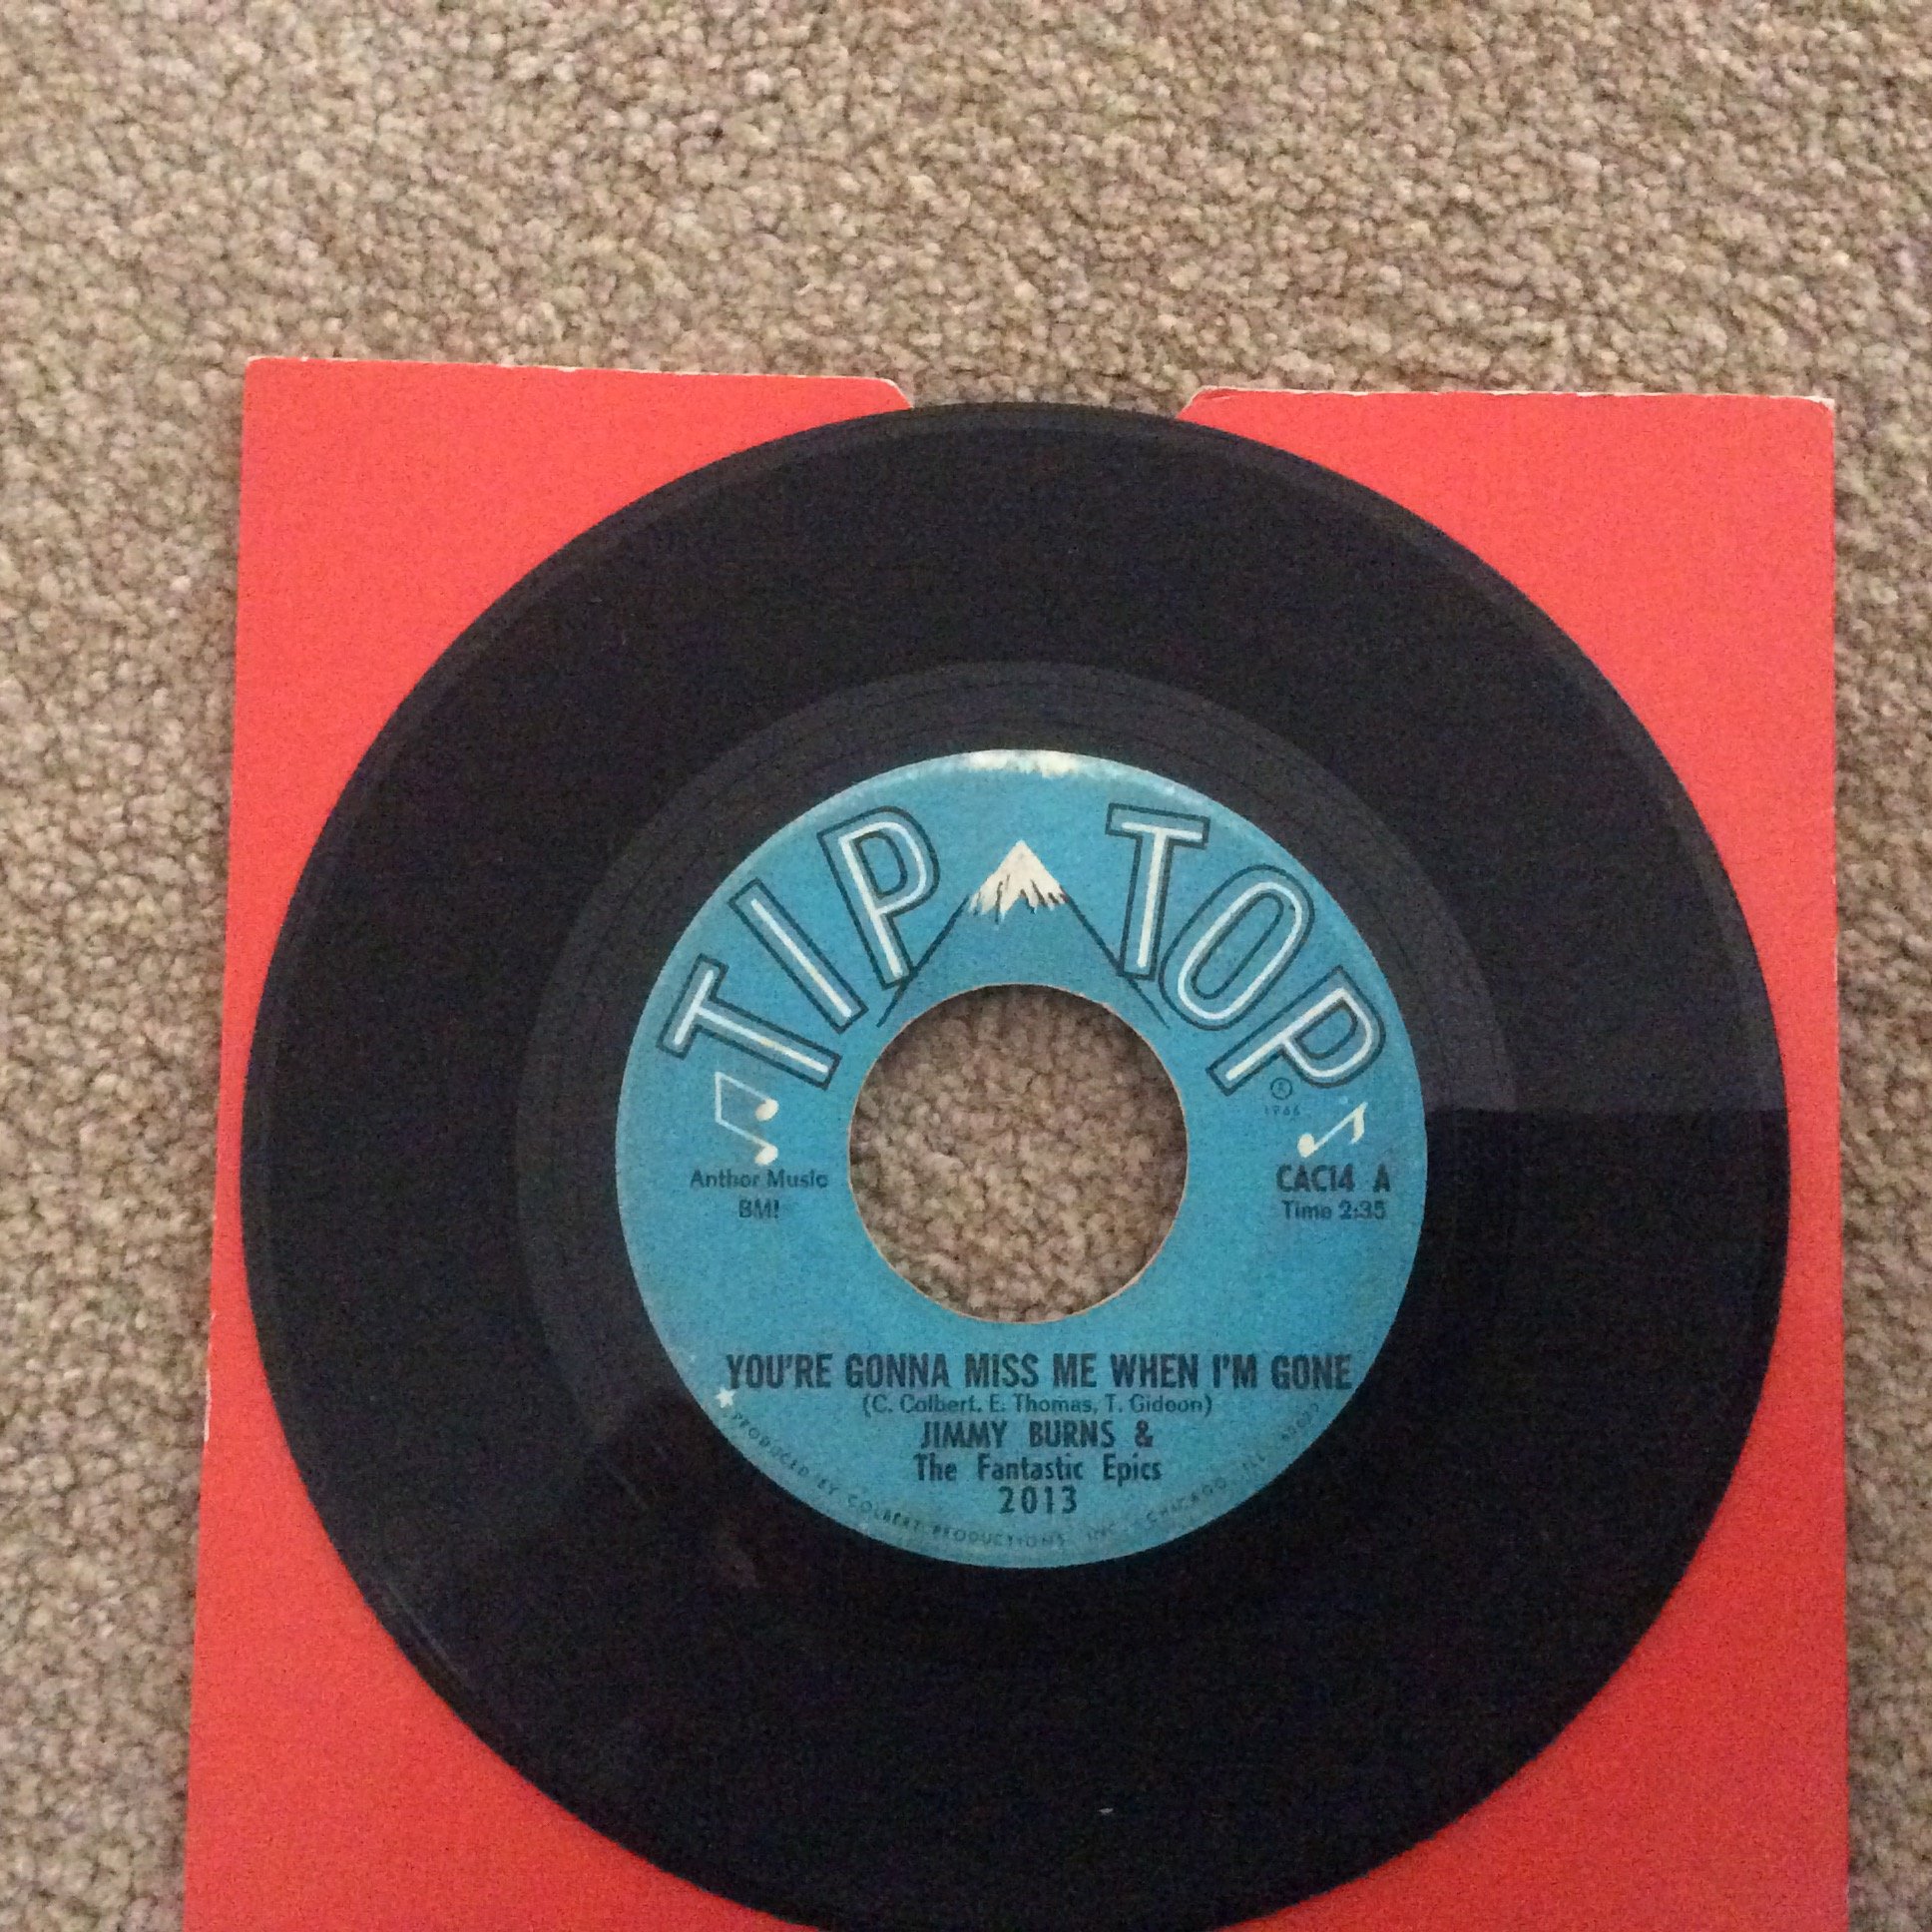 TIP TOP
1966
Anthor Music
BMI
CAC14 A
Time 2:35
YOU'RE GONNA MISS ME WHEN I'M GONE
(C. Colbert, E. Thomas, T. Gideon)
JIMMY BURNS &
The Fantastic Epics
2013
PRODUCED BY COLBERT PRODUCTIONS, INC. CHICAGO, ILL.